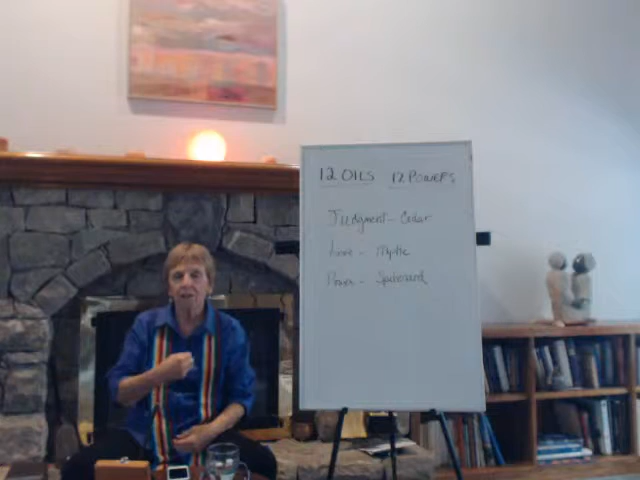 12 OILS 12 POWERS
Judgment - Cedar
Love - Myrtle
Power - Spikenard